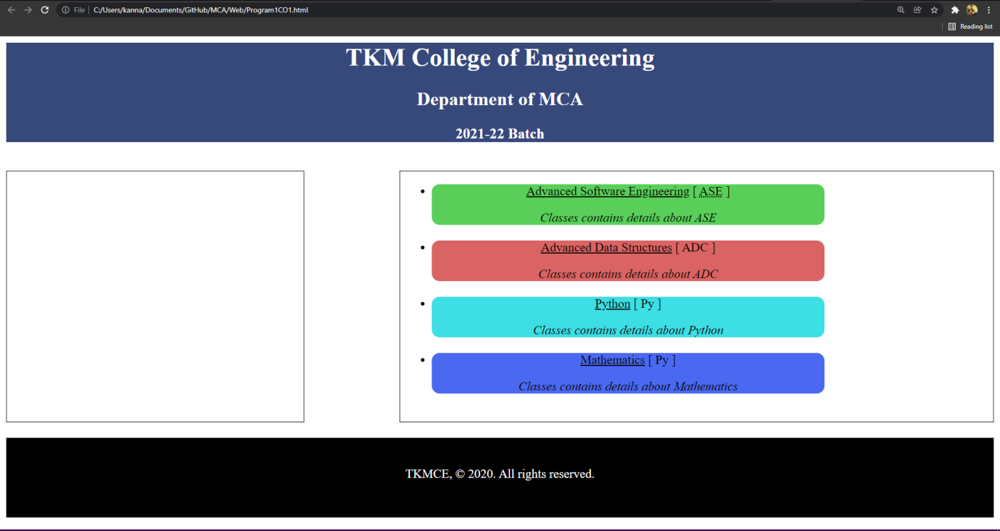 File | C:/Users/kanna/Documents/GitHub/MCA/Web/Program1CO1.html
Reading list
TKM College of Engineering
Department of MCA
2021-22 Batch
Advanced Software Engineering [ ASE ]
Classes contains details about ASE
Advanced Data Structures [ ADC ]
Classes contains details about ADC
Python [ Py ]
Classes contains details about Python
Mathematics [ Py ]
Classes contains details about Mathematics
TKMCE, © 2020. All rights reserved.